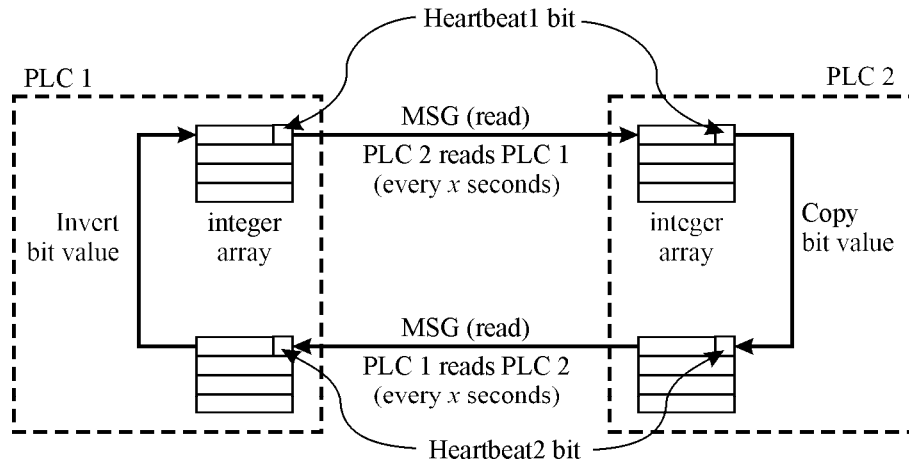 Heartbeat1 bit
PLC 1
PLC 2
MSG (read)
PLC 2 reads PLC 1
(every x seconds)
Invert
bit value
integer
array
integer
array
Copy
bit value
MSG (read)
PLC 1 reads PLC 2
(every x seconds)
Heartbeat2 bit